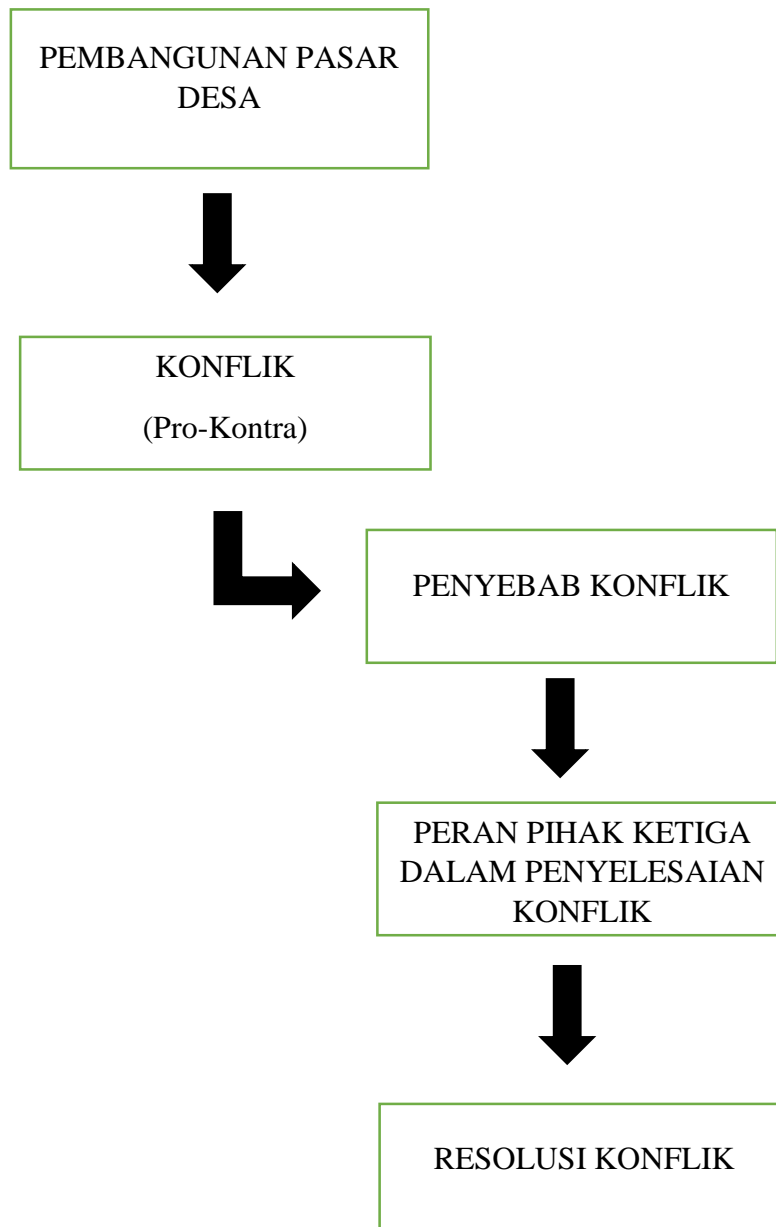 PEMBANGUNAN PASAR
DESA
KONFLIK
(Pro-Kontra)
PENYEBAB KONFLIK
PERAN PIHAK KETIGA
DALAM PENYELESAIAN
KONFLIK
RESOLUSI KONFLIK